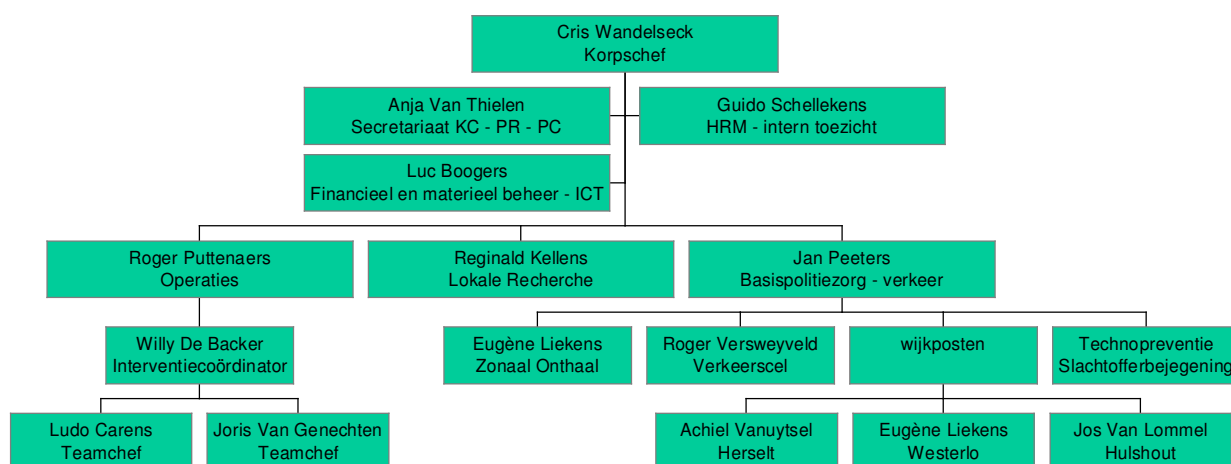 Cris Wandelseck
Korpschef
Anja Van Thielen
Secretariaat KC - PR - PC
Guido Schellekens
HRM - intern toezicht
Luc Boogers
Financieel en materieel beheer - ICT
Roger Puttenaers
Operaties
Reginald Kellens
Lokale Recherche
Jan Peeters
Basispolitiezorg - verkeer
Willy De Backer
Interventiecoördinator
Eugène Liekens
Zonaal Onthaal
Roger Versweyveld
Verkeerscel
wijkposten
Technopreventie
Slachtofferbejegening
Ludo Carens
Teamchef
Joris Van Genechten
Teamchef
Achiel Vanuytsel
Herselt
Eugène Liekens
Westerlo
Jos Van Lommel
Hulshout